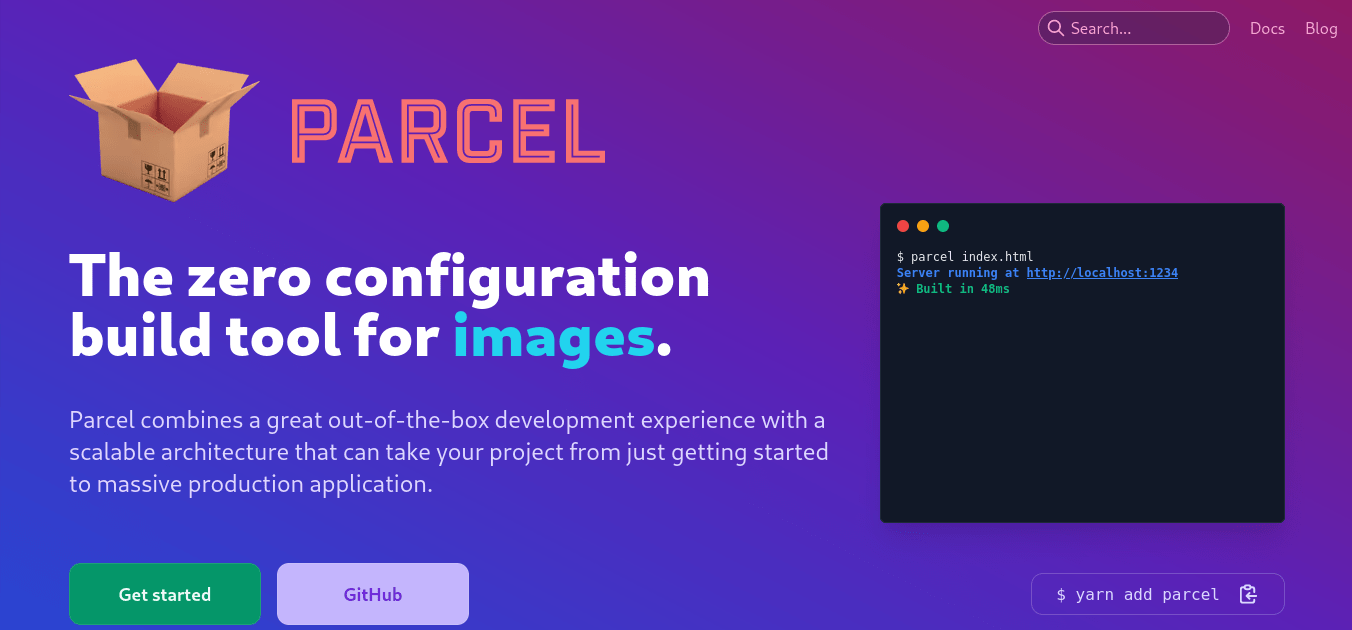 Search...
Docs
Blog
PARCEL
The zero configuration
build tool for images.
Parcel combines a great out-of-the-box development experience with a
scalable architecture that can take your project from just getting started
to massive production application.
Get started
GitHub
$ parcel index.html
Server running at http://localhost:1234
✨ Built in 48ms
$ yarn add parcel